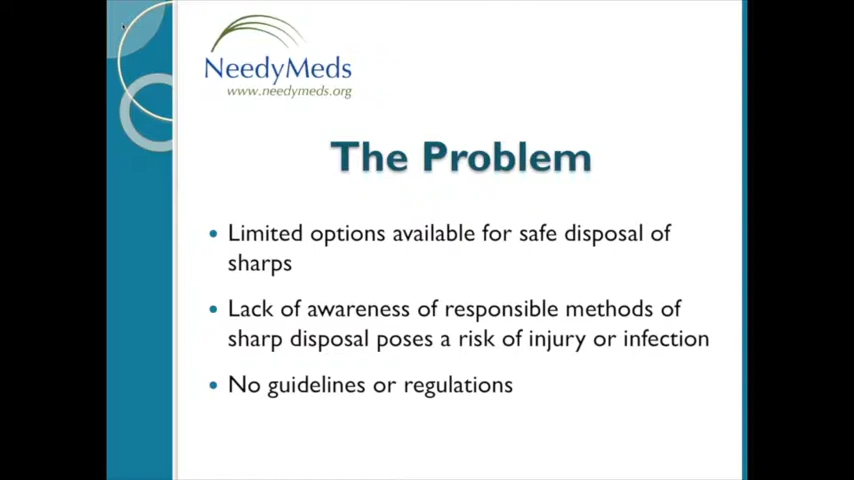 NeedyMeds
www.needymeds.org
The Problem
• Limited options available for safe disposal of
sharps
• Lack of awareness of responsible methods of
sharp disposal poses a risk of injury or infection
• No guidelines or regulations